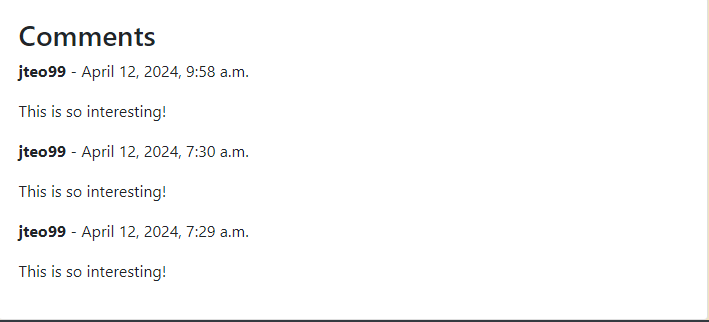 Comments
jteo99 - April 12, 2024, 9:58 a.m.
This is so interesting!
jteo99 - April 12, 2024, 7:30 a.m.
This is so interesting!
jteo99 - April 12, 2024, 7:29 a.m.
This is so interesting!